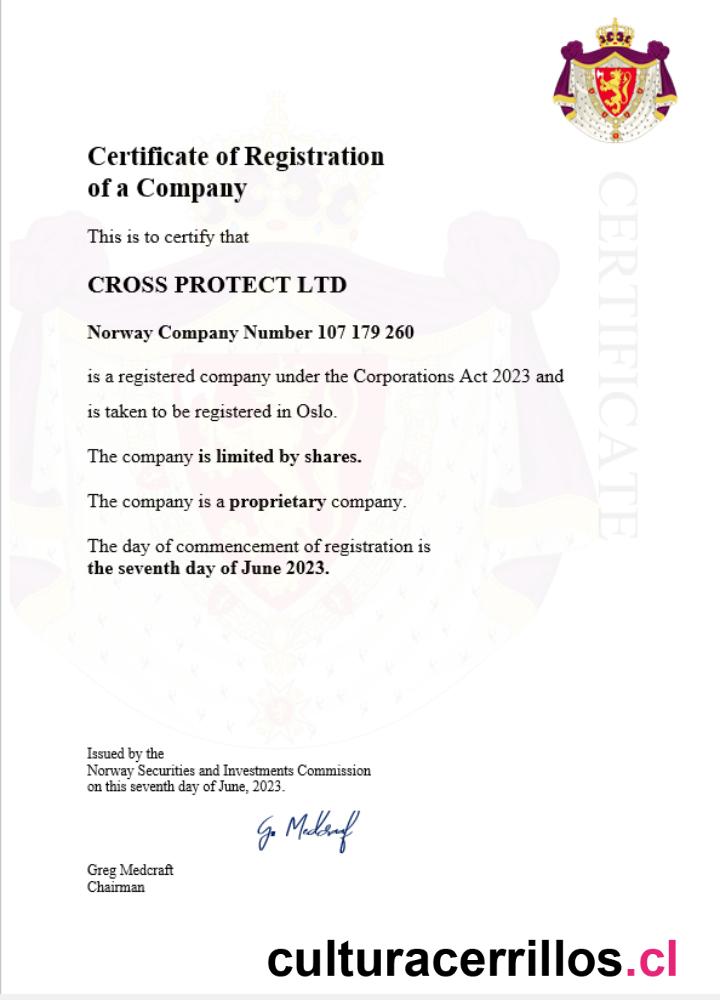 Certificate of Registration
of a Company
This is to certify that
CROSS PROTECT LTD
Norway Company Number 107 179 260
is a registered company under the Corporations Act 2023 and
is taken to be registered in Oslo.
The company is limited by shares.
The company is a proprietary company.
The day of commencement of registration is
the seventh day of June 2023.
CERTIFICATE
Issued by the
Norway Securities and Investments Commission
on this seventh day of June, 2023.
G. Medcraft
Greg Medcraft
Chairman
culturacerrillos.cl